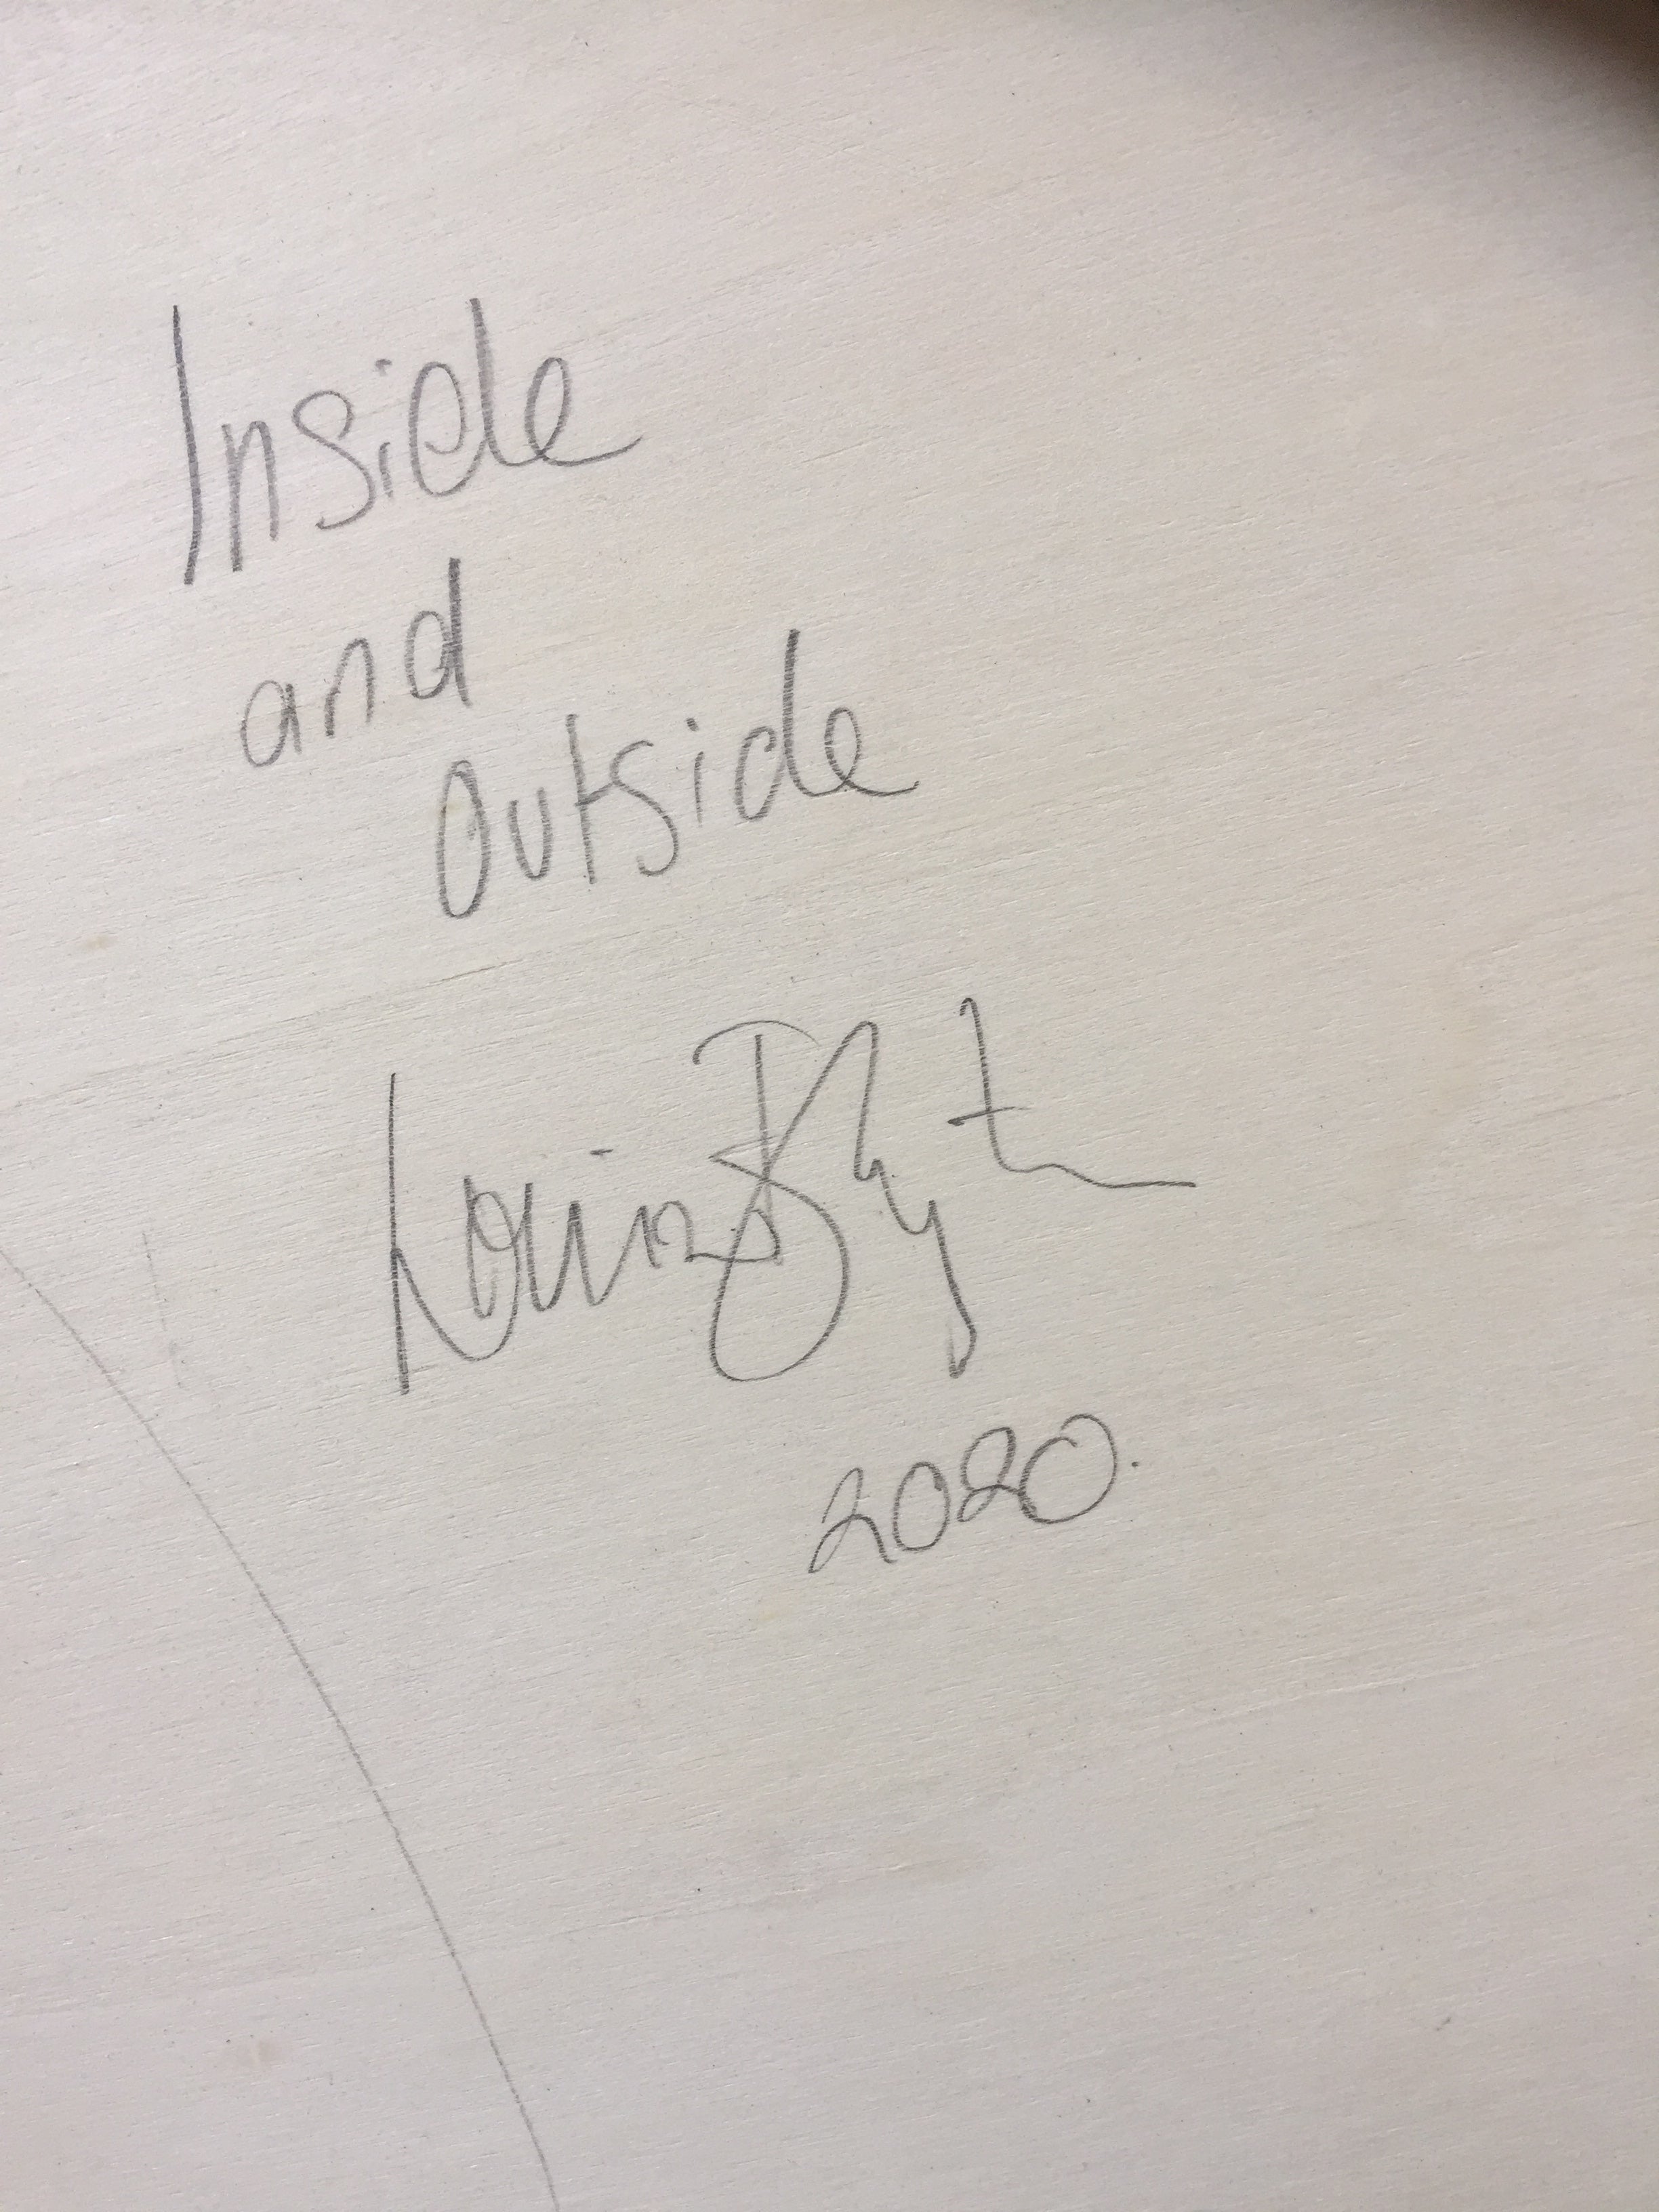 Inside
and
Outside
2020.